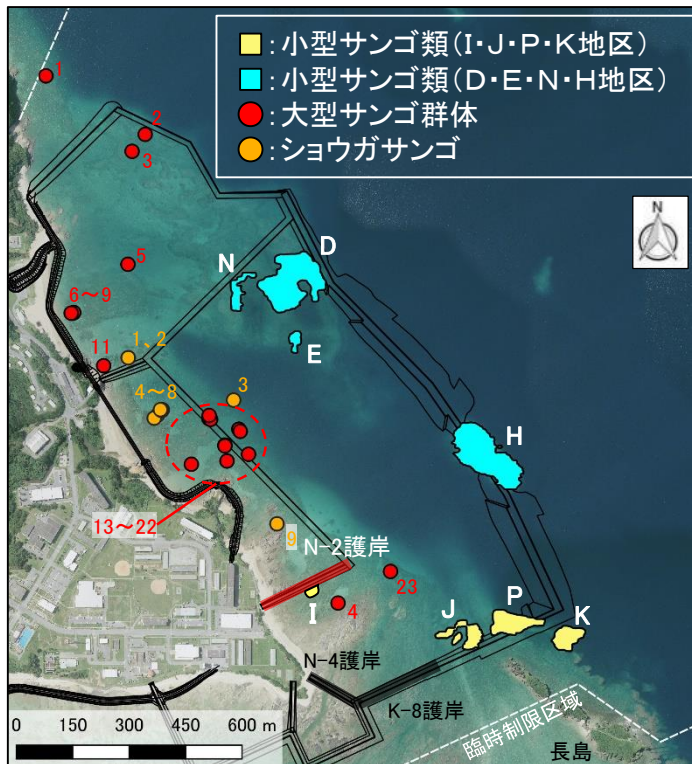 ：小型サンゴ類（I・J・P・K地区）
：小型サンゴ類（D・E・N・H地区）
：大型サンゴ群体
：ショウガサンゴ
N
1
2
3
5
6～9
11
1、2
4～8
3
N
D
E
H
13～22
9
N-2護岸
I
4
23
J
P
K
N-4護岸
K-8護岸
臨時制限区域
長島
0 150 300 450 600 m